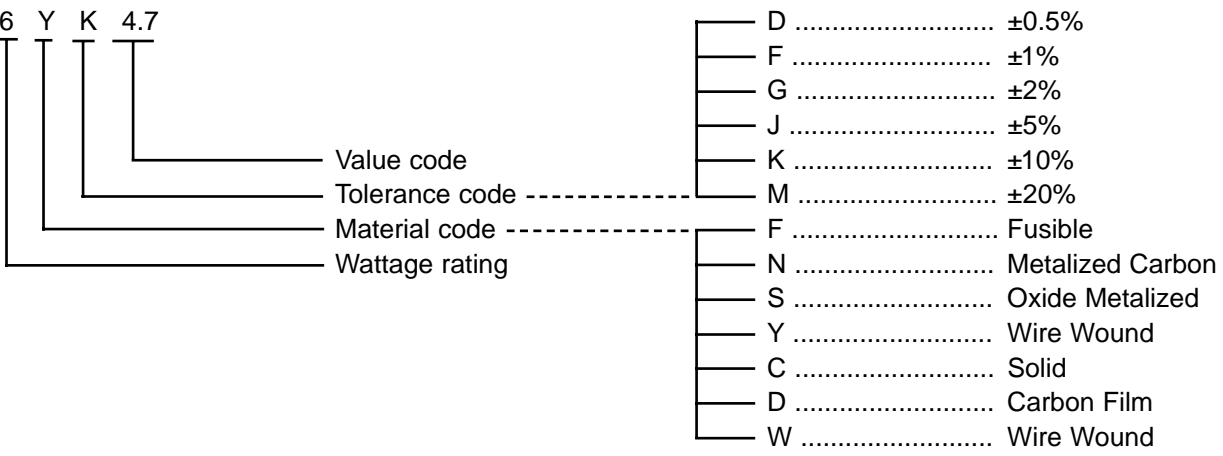 6 Y K 4.7
Value code
Tolerance code
Material code
Wattage rating
D ........................... ±0.5%
F ........................... ±1%
G ........................... ±2%
J ............................ ±5%
K ........................... ±10%
M ........................... ±20%
F ............................ Fusible
N ........................... Metalized Carbon
S ........................... Oxide Metalized
Y ........................... Wire Wound
C ........................... Solid
D ........................... Carbon Film
W .......................... Wire Wound